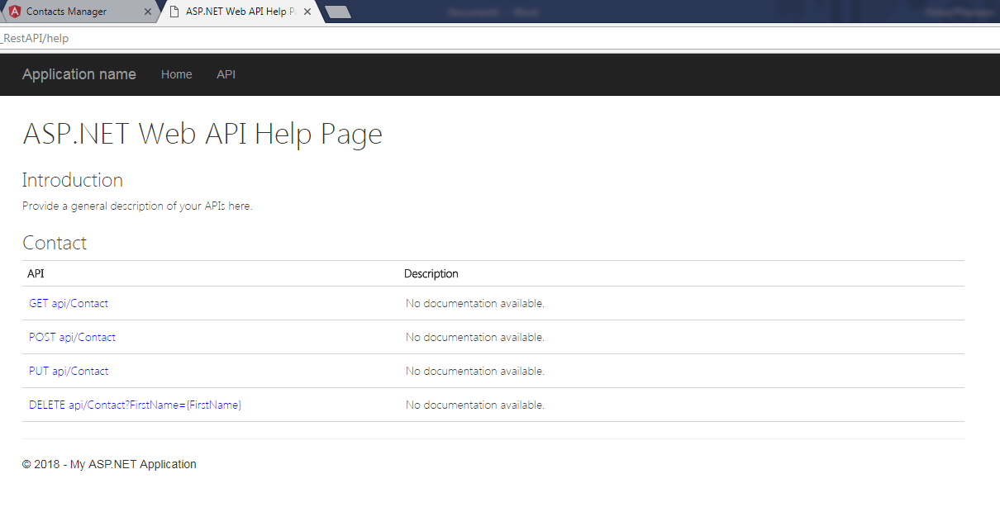 Contacts Manager
ASP.NET Web API Help P
_RestAPI/help
Application name Home API
ASP.NET Web API Help Page
Introduction
Provide a general description of your APIs here.
Contact
API Description
GET api/Contact No documentation available.
POST api/Contact No documentation available.
PUT api/Contact No documentation available.
DELETE api/Contact?FirstName={FirstName} No documentation available.
© 2018 - My ASP.NET Application